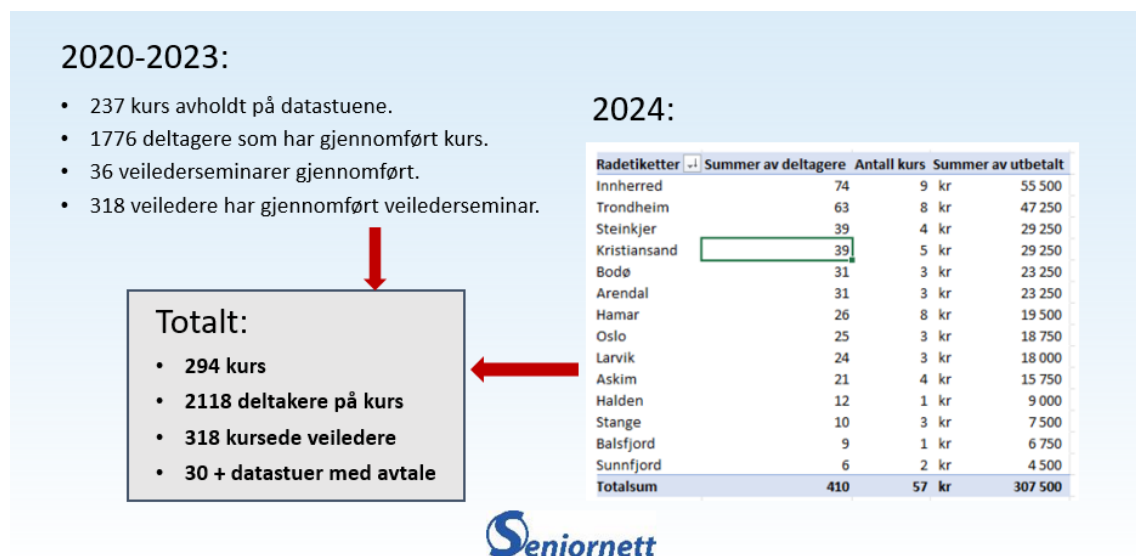 2020-2023:
• 237 kurs avholdt på datastuene.
• 1776 deltagere som har gjennomført kurs.
• 36 veilederseminarer gjennomført.
• 318 veiledere har gjennomført veilederseminar.
Totalt:
• 294 kurs
• 2118 deltakere på kurs
• 318 kursede veiledere
• 30 + datastuer med avtale
2024:
Radetiketter Summer av deltagere Antall kurs Summer av utbetalt
Innherred 74 9 kr 55 500
Trondheim 63 8 kr 47 250
Steinkjer 39 4 kr 29 250
Kristiansand 39 5 kr 29 250
Bodø 31 3 kr 23 250
Arendal 31 3 kr 23 250
Hamar 26 8 kr 19 500
Oslo 25 3 kr 18 750
Larvik 24 3 kr 18 000
Askim 21 4 kr 15 750
Halden 12 1 kr 9 000
Stange 10 3 kr 7 500
Balsfjord 9 1 kr 6 750
Sunnfjord 6 2 kr 4 500
Totalsum 410 57 kr 307 500
Seniornett